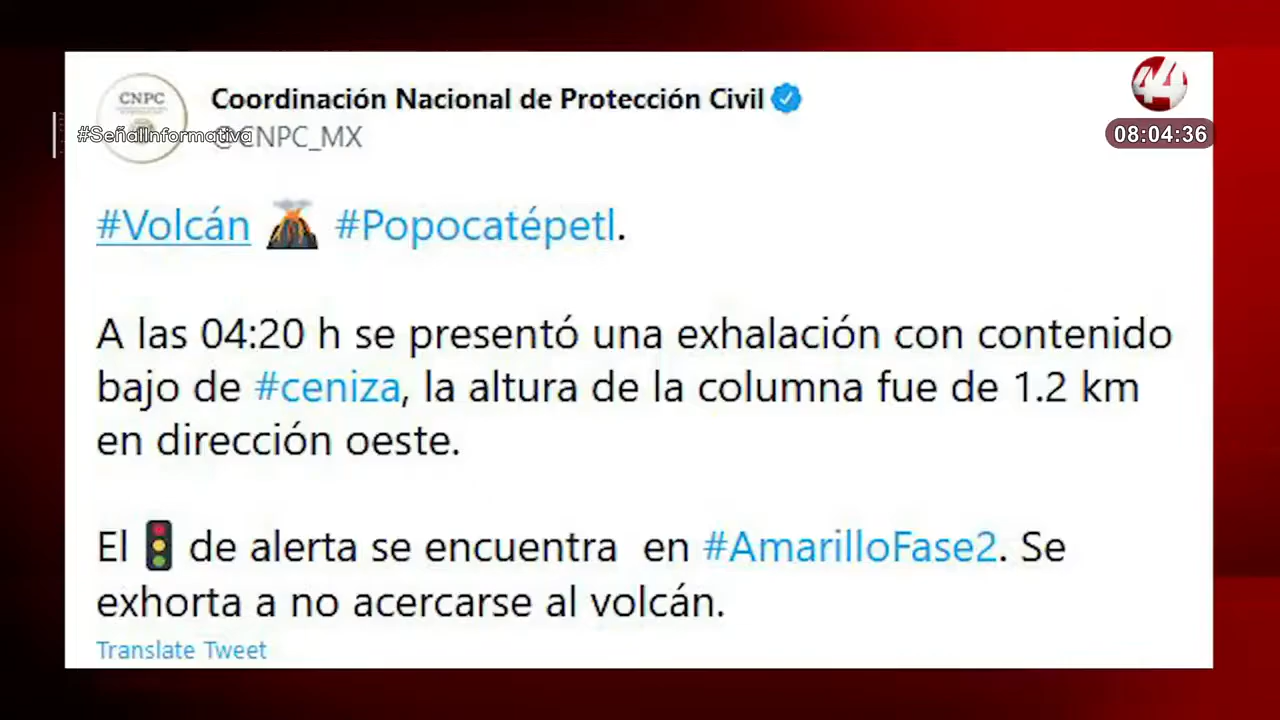 CNPC
Coordinación Nacional de Protección Civil
#SeñalInformativa
@CNPC_MX
44
08:04:36
#Volcán #Popocatépetl.
A las 04:20 h se presentó una exhalación con contenido
bajo de #ceniza, la altura de la columna fue de 1.2 km
en dirección oeste.
El de alerta se encuentra en #AmarilloFase2. Se
exhorta a no acercarse al volcán.
Translate Tweet